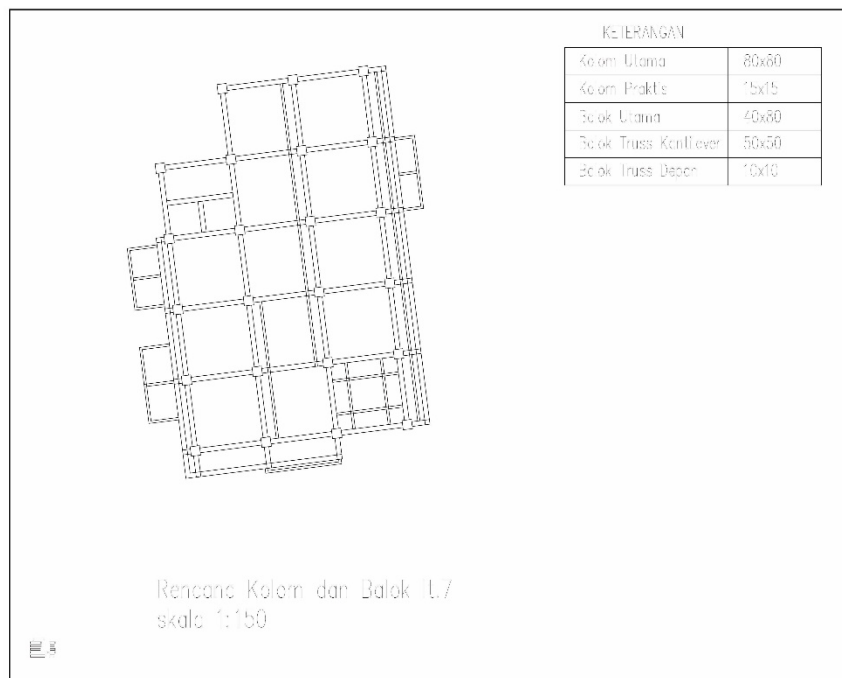 KETERANGAN
Kolom Utama 80x80
Kolom Praktis 15x15
Balok Utama 40x80
Balok Truss Kantilever 50x50
Balok Truss Depan 10x10
Rencana Kolom dan Balok lt.7
skala 1:150